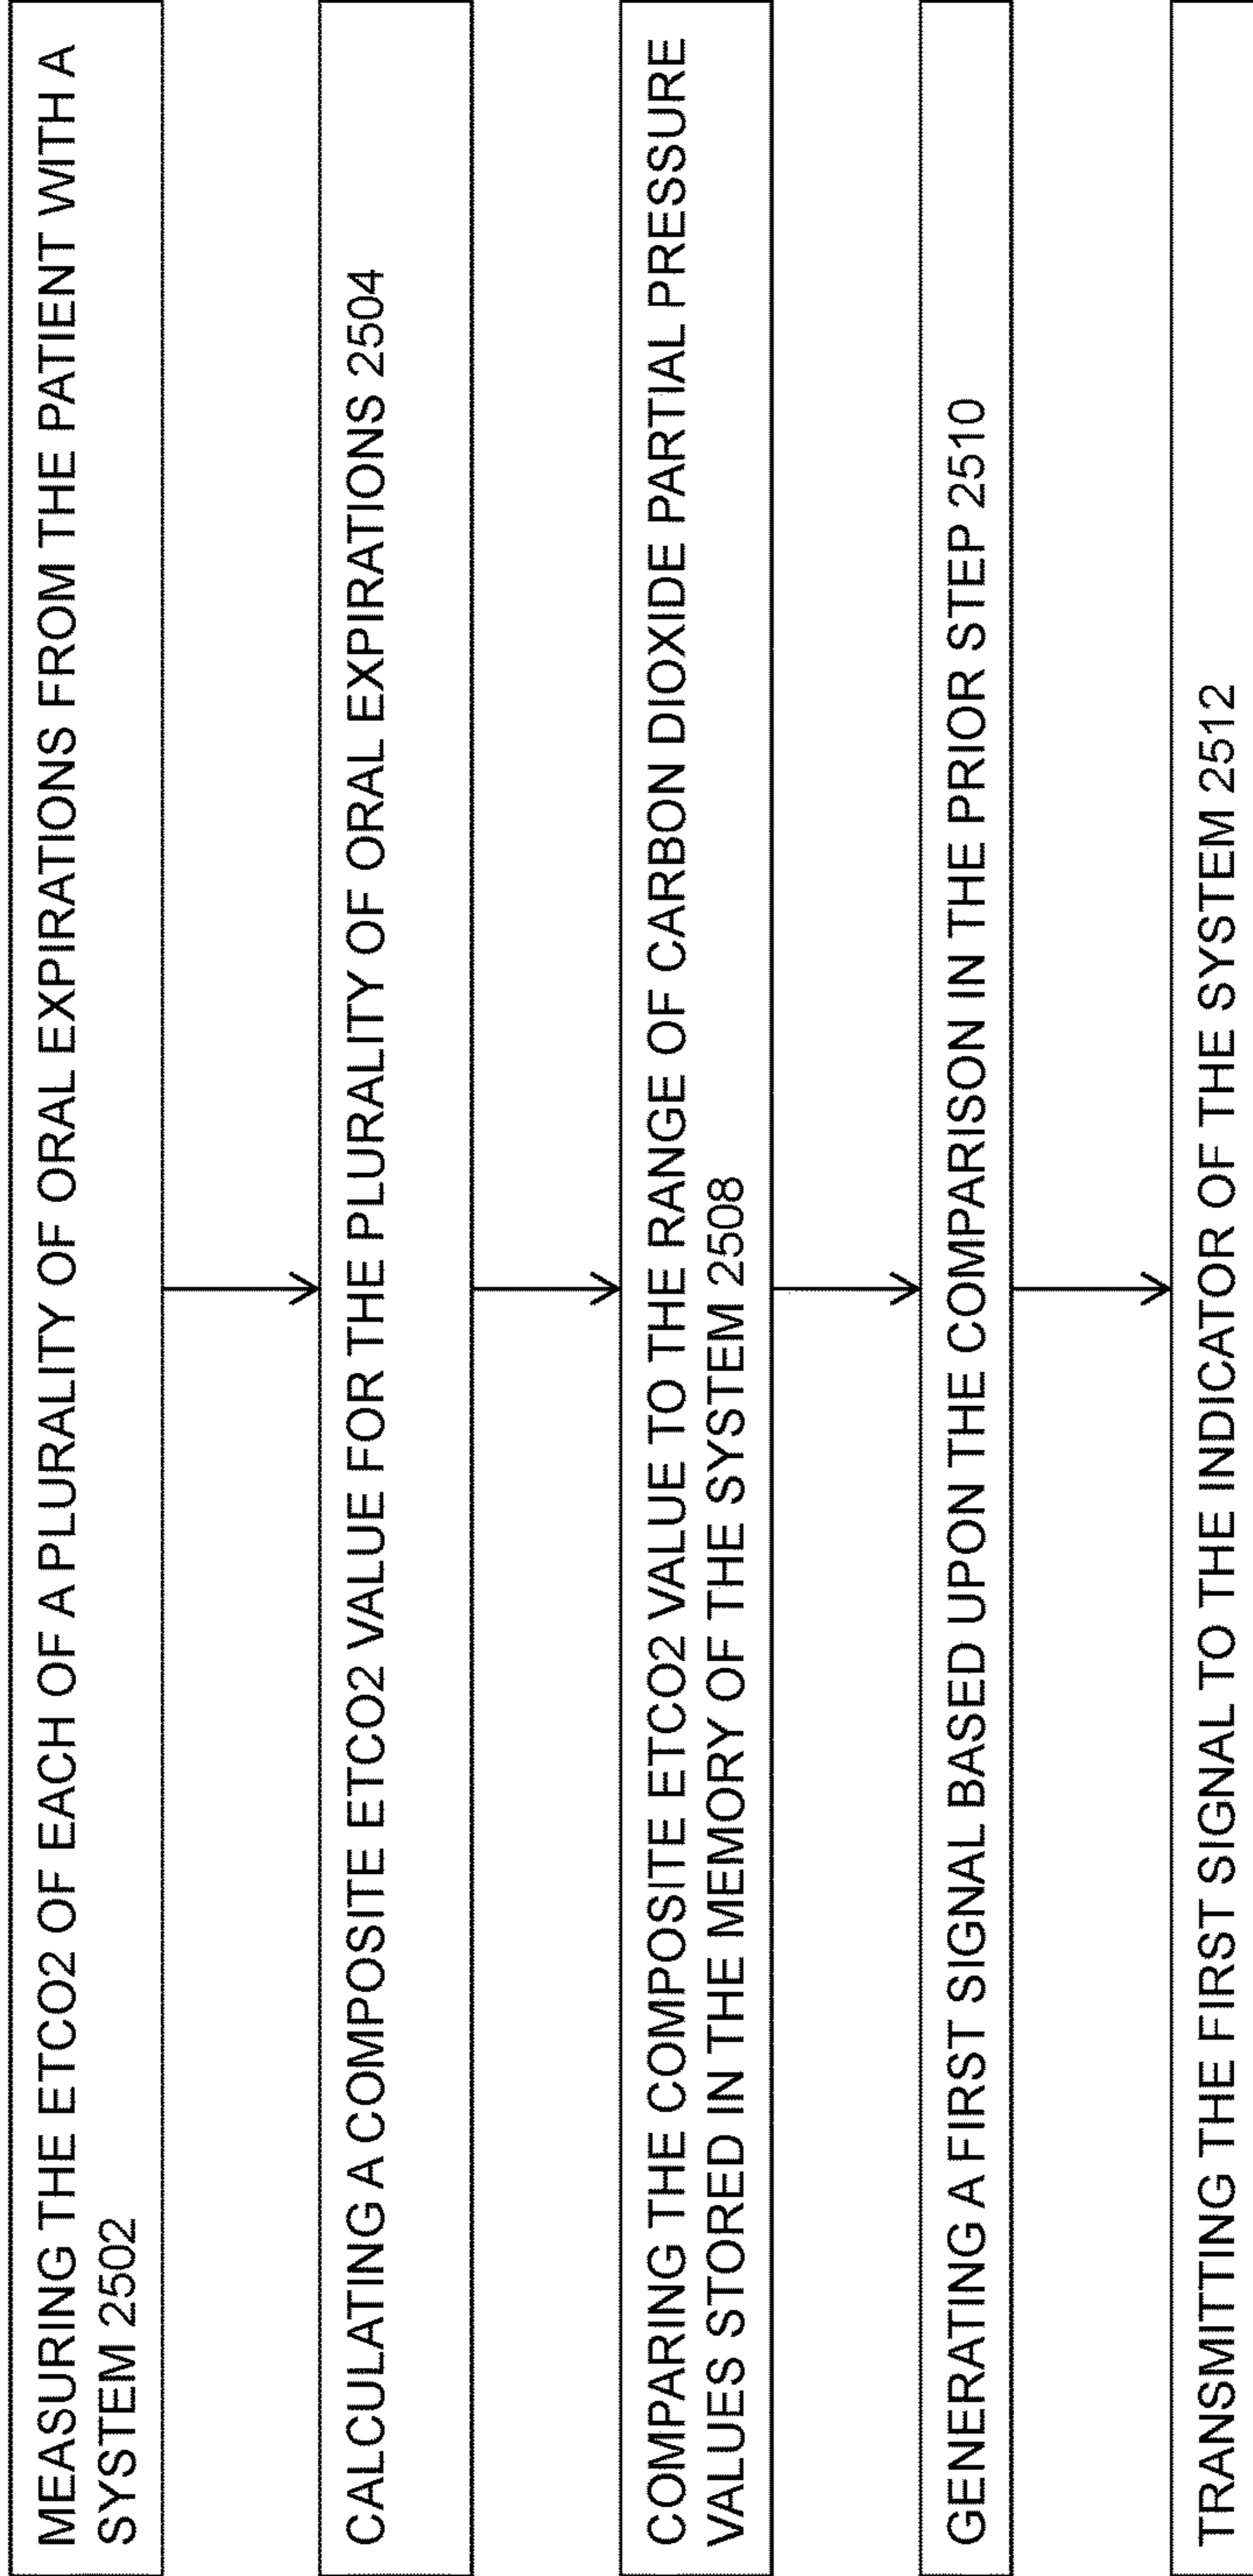 MEASURING THE ETCO2 OF EACH OF A PLURALITY OF ORAL EXPIRATIONS FROM THE PATIENT WITH A
SYSTEM 2502
CALCULATING A COMPOSITE ETCO2 VALUE FOR THE PLURALITY OF ORAL EXPIRATIONS 2504
COMPARING THE COMPOSITE ETCO2 VALUE TO THE RANGE OF CARBON DIOXIDE PARTIAL PRESSURE
VALUES STORED IN THE MEMORY OF THE SYSTEM 2508
GENERATING A FIRST SIGNAL BASED UPON THE COMPARISON IN THE PRIOR STEP 2510
TRANSMITTING THE FIRST SIGNAL TO THE INDICATOR OF THE SYSTEM 2512